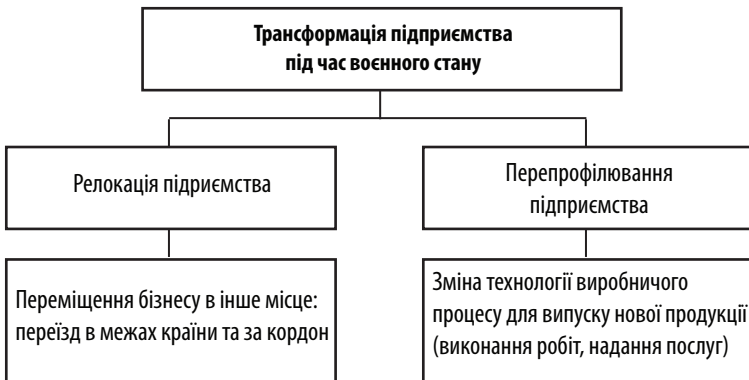 Трансформація підприємства
під час воєнного стану
Релокація підриємства
Перепрофілювання
підприємства
Переміщення бізнесу в інше місце:
переїзд в межах країни та за кордон
Зміна технології виробничого
процесу для випуску нової продукції
(виконання робіт, надання послуг)